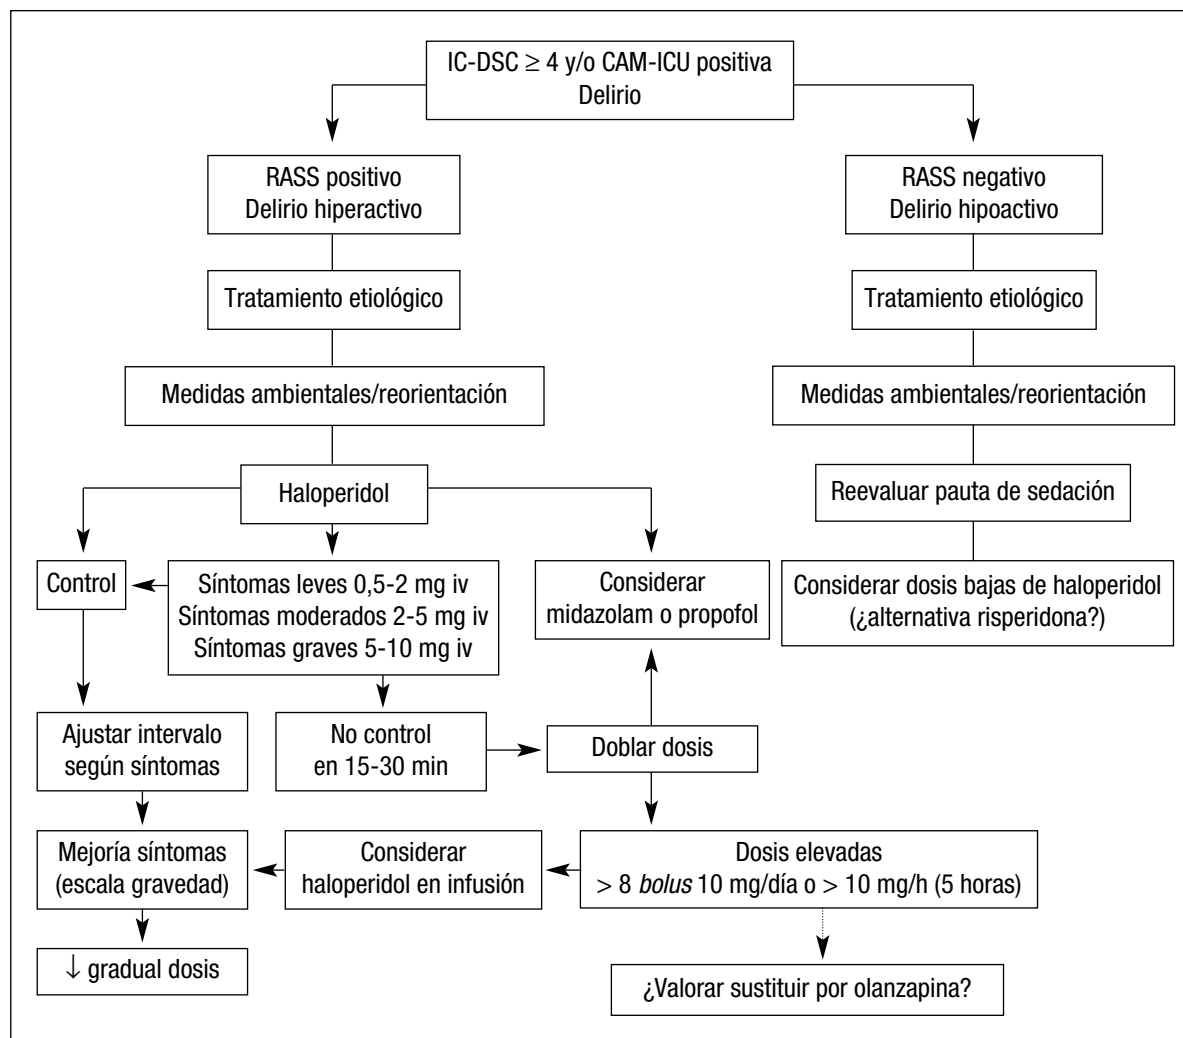 IC-DSC ≥ 4 y/o CAM-ICU positiva
Delirio
RASS positivo
Delirio hiperactivo
RASS negativo
Delirio hipoactivo
Tratamiento etiológico
Tratamiento etiológico
Medidas ambientales/reorientación
Medidas ambientales/reorientación
Haloperidol
Reevaluar pauta de sedación
Control
Síntomas leves 0,5-2 mg iv
Síntomas moderados 2-5 mg iv
Síntomas graves 5-10 mg iv
Considerar
midazolam o propofol
Considerar dosis bajas de haloperidol
(¿alternativa risperidona?)
Ajustar intervalo
según síntomas
No control
en 15-30 min
Doblar dosis
Mejoría síntomas
(escala gravedad)
Considerar
haloperidol en infusión
Dosis elevadas
> 8 bolus 10 mg/día o > 10 mg/h (5 horas)
↓ gradual dosis
¿Valorar sustituir por olanzapina?